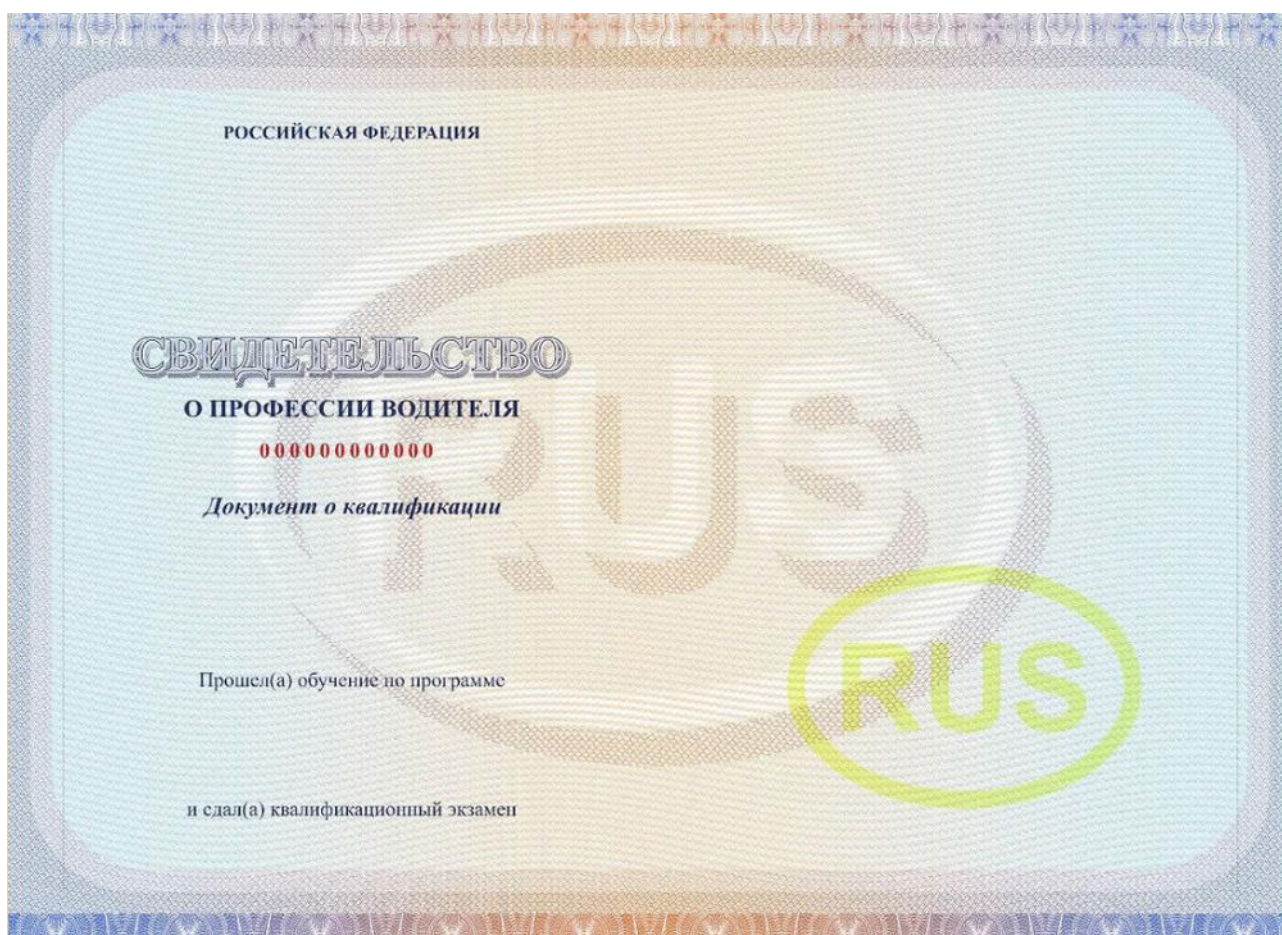 РОССИЙСКАЯ ФЕДЕРАЦИЯ
СВИДЕТЕЛЬСТВО
О ПРОФЕССИИ ВОДИТЕЛЯ
000000000000
Документ о квалификации
RUS
Прошел(а) обучение по программе
RUS
и сдал(а) квалификационный экзамен